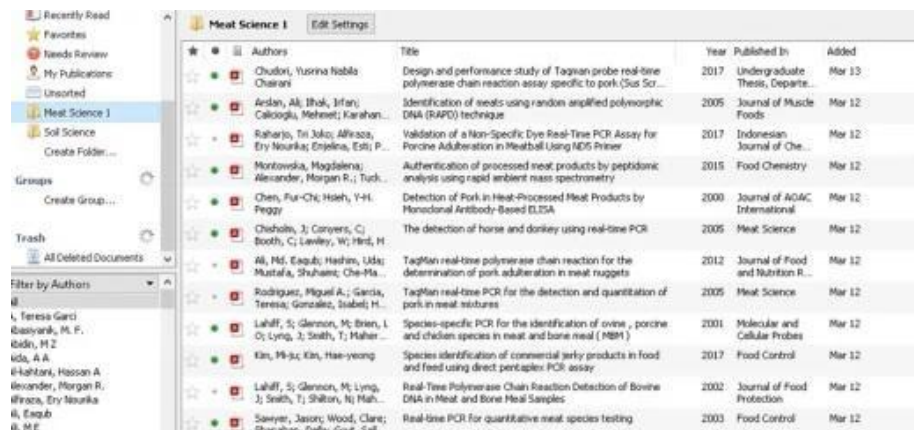 Recently Read
Favorites
Needs Review
My Publications
Unsorted
Meat Science 1
Soil Science
Create Folder...
Groups
Create Group...
Trash
All Deleted Documents
Filter by Authors
, Teresa Garci
basyanik, M. F.
bidin, M Z
ida, A A
l-kahtani, Hassan A
lexander, Morgan R.
lfiraza, Ery Nourika
li, Eaqub
li, M E
Meat Science 1 Edit Settings
Authors Title Year Published In Added
Chudori, Yusrina Nabila Design and performance study of Taqman probe real-time 2017 Undergraduate Mar 13
Chairani polymerase chain reaction assay specific to pork (Sus Scr... Thesis, Departe...
Arslan, Ali; Ilhak, Irfan; Identification of meats using random amplified polymorphic 2005 Journal of Muscle Mar 12
Calicioglu, Mehmet; Karahan... DNA (RAPD) technique Foods
Raharjo, Tri Joko; Alfiraza, Validation of a Non-Specific Dye Real-Time PCR Assay for 2017 Indonesian Mar 12
Ery Nourika; Enjelina, Esti; P... Porcine Adulteration in Meatball Using ND5 Primer Journal of Che...
Montowska, Magdalena; Authentication of processed meat products by peptidomic 2015 Food Chemistry Mar 12
Alexander, Morgan R.; Tuck... analysis using rapid ambient mass spectrometry
Chen, Fur-Chi; Hsieh, Y-H. Detection of Pork in Heat-Processed Meat Products by 2000 Journal of AOAC Mar 12
Peggy Monoclonal Antibody-Based ELISA International
Chisholm, J; Conyers, C; The detection of horse and donkey using real-time PCR 2005 Meat Science Mar 12
Booth, C; Lawley, W; Hird, H
Ali, Md. Eaqub; Hashim, Uda; TaqMan real-time polymerase chain reaction for the 2012 Journal of Food Mar 12
Mustafa, Shuhaimi; Che-Ma... determination of pork adulteration in meat nuggets and Nutrition R...
Rodríguez, Miguel A.; García, TaqMan real-time PCR for the detection and quantitation of 2005 Meat Science Mar 12
Teresa; González, Isabel; H... pork in meat mixtures
Lahiff, S; Glennon, M; Brien, L Species-specific PCR for the identification of ovine , porcine 2001 Molecular and Mar 12
O; Lyng, J; Smith, T; Maher... and chicken species in meat and bone meal ( MBM ) Cellular Probes
Kim, Mi-ju; Kim, Hae-yeong Species identification of commercial jerky products in food 2017 Food Control Mar 12
and feed using direct pentaplex PCR assay
Lahiff, S; Glennon, M; Lyng, Real-Time Polymerase Chain Reaction Detection of Bovine 2002 Journal of Food Mar 12
J; Smith, T; Shilton, N; Mah... DNA in Meat and Bone Meal Samples Protection
Sawyer, Jason; Wood, Clare; Real-time PCR for quantitative meat species testing 2003 Food Control Mar 12